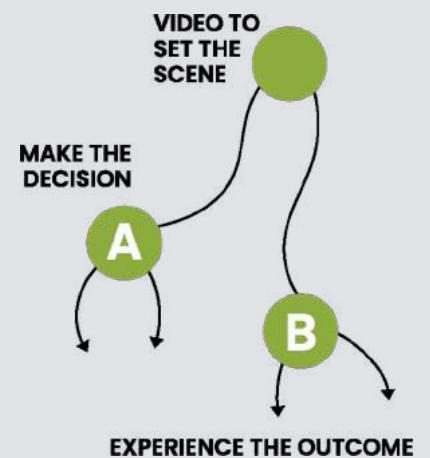 VIDEO TO
SET THE
SCENE
MAKE THE
DECISION
A
B
EXPERIENCE THE OUTCOME